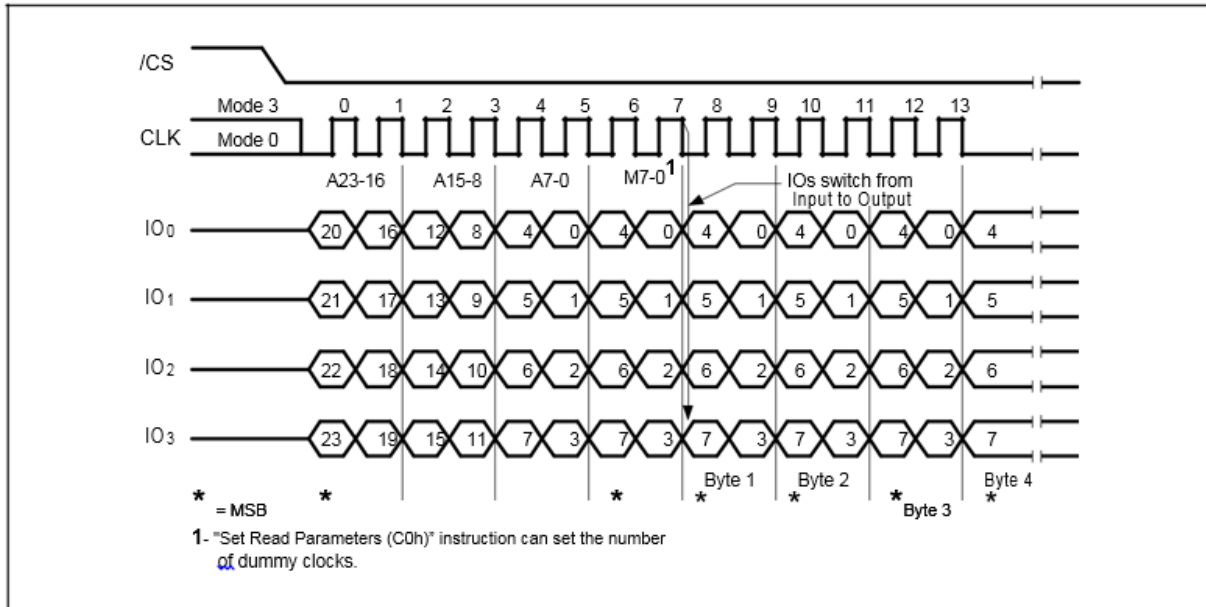 /CS
Mode 3 0 1 2 3 4 5 6 7 8 9 10 11 12 13
CLK Mode 0
A23-16 A15-8 A7-0 M7-0 1 IOs switch from
Input to Output
IO0 20 16 12 8 4 0 4 0 4 0 4 0 4 0 4
IO1 21 17 13 9 5 1 5 1 5 1 5 1 5 1 5
IO2 22 18 14 10 6 2 6 2 6 2 6 2 6 2 6
IO3 23 19 15 11 7 3 7 3 7 3 7 3 7 3 7
Byte 1 Byte 2 Byte 4
* * * * * * *
= MSB Byte 3
1- "Set Read Parameters (C0h)" instruction can set the number
of dummy clocks.